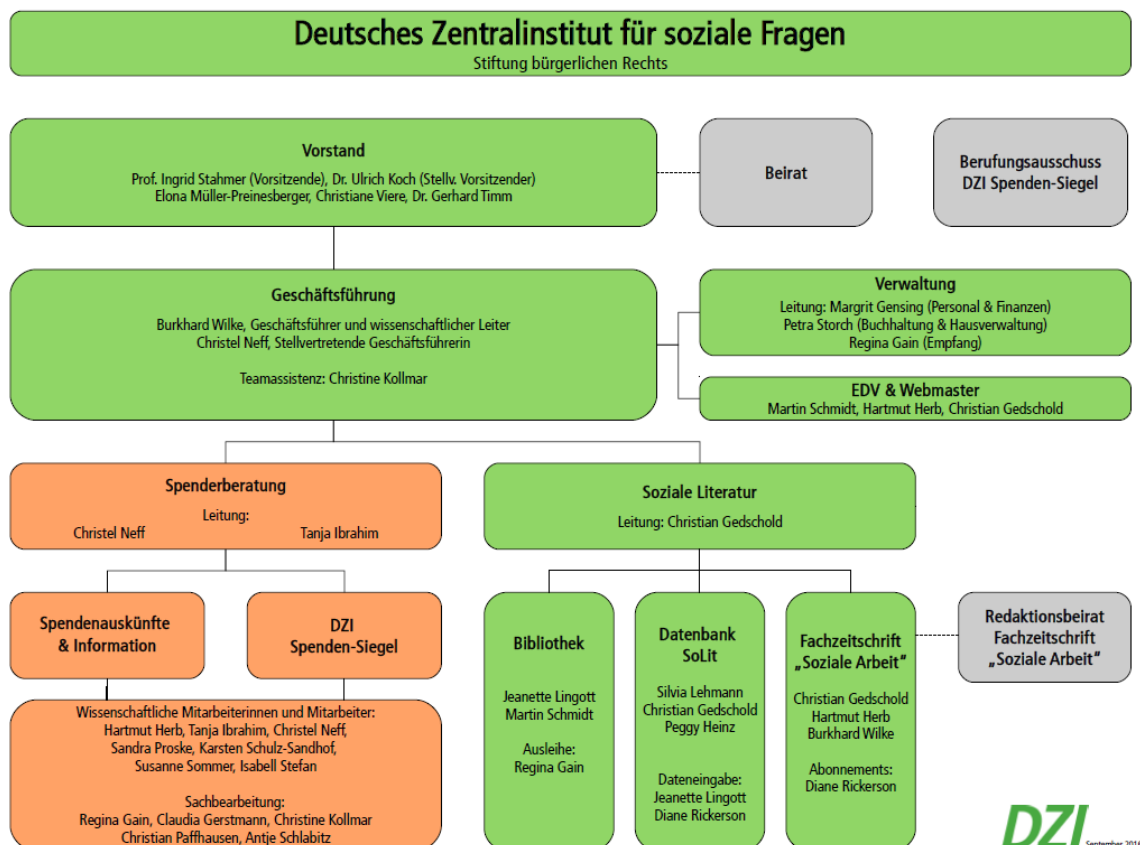 Deutsches Zentralinstitut für soziale Fragen
Stiftung bürgerlichen Rechts
Vorstand
Prof. Ingrid Stahmer (Vorsitzende), Dr. Ulrich Koch (Stellv. Vorsitzender)
Elona Müller-Preinesberger, Christiane Viere, Dr. Gerhard Timm
Beirat
Berufungsausschuss
DZI Spenden-Siegel
Geschäftsführung
Burkhard Wilke, Geschäftsführer und wissenschaftlicher Leiter
Christel Neff, Stellvertretende Geschäftsführerin
Teamassistenz: Christine Kollmar
Verwaltung
Leitung: Margrit Gensing (Personal & Finanzen)
Petra Storch (Buchhaltung & Hausverwaltung)
Regina Gain (Empfang)
EDV & Webmaster
Martin Schmidt, Hartmut Herb, Christian Gedschold
Spenderberatung
Leitung:
Christel Neff Tanja Ibrahim
Soziale Literatur
Leitung: Christian Gedschold
Spendenauskünfte
& Information
DZI
Spenden-Siegel
Wissenschaftliche Mitarbeiterinnen und Mitarbeiter:
Hartmut Herb, Tanja Ibrahim, Christel Neff,
Sandra Proske, Karsten Schulz-Sandhof,
Susanne Sommer, Isabell Stefan
Sachbearbeitung:
Regina Gain, Claudia Gerstmann, Christine Kollmar
Christian Paffhausen, Antje Schlabitz
Bibliothek
Jeanette Lingott
Martin Schmidt
Ausleihe:
Regina Gain
Datenbank
SoLit
Silvia Lehmann
Christian Gedschold
Peggy Heinz
Dateneingabe:
Jeanette Lingott
Diane Rickerson
Fachzeitschrift
„Soziale Arbeit"
Christian Gedschold
Hartmut Herb
Burkhard Wilke
Abonnements:
Diane Rickerson
Redaktionsbeirat
Fachzeitschrift
„Soziale Arbeit"
DZI
September 2016